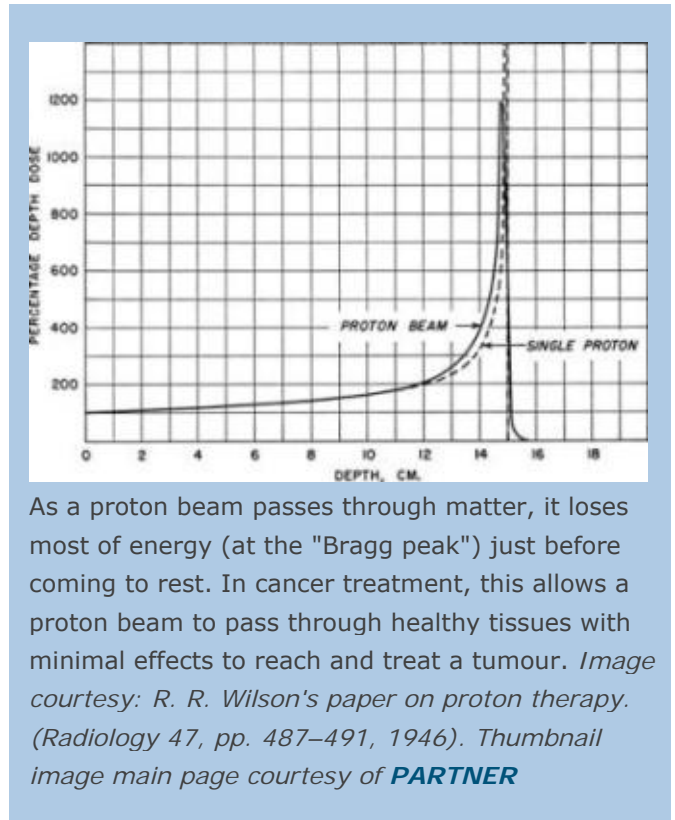 1200
1000
800
600
400
200
PERCENTAGE DEPTH DOSE
PROTON BEAM
SINGLE PROTON
0 2 4 6 8 10 12 14 16 18
DEPTH, CM.
As a proton beam passes through matter, it loses
most of energy (at the "Bragg peak") just before
coming to rest. In cancer treatment, this allows a
proton beam to pass through healthy tissues with
minimal effects to reach and treat a tumour. Image
courtesy: R. R. Wilson's paper on proton therapy.
(Radiology 47, pp. 487–491, 1946). Thumbnail
image main page courtesy of PARTNER